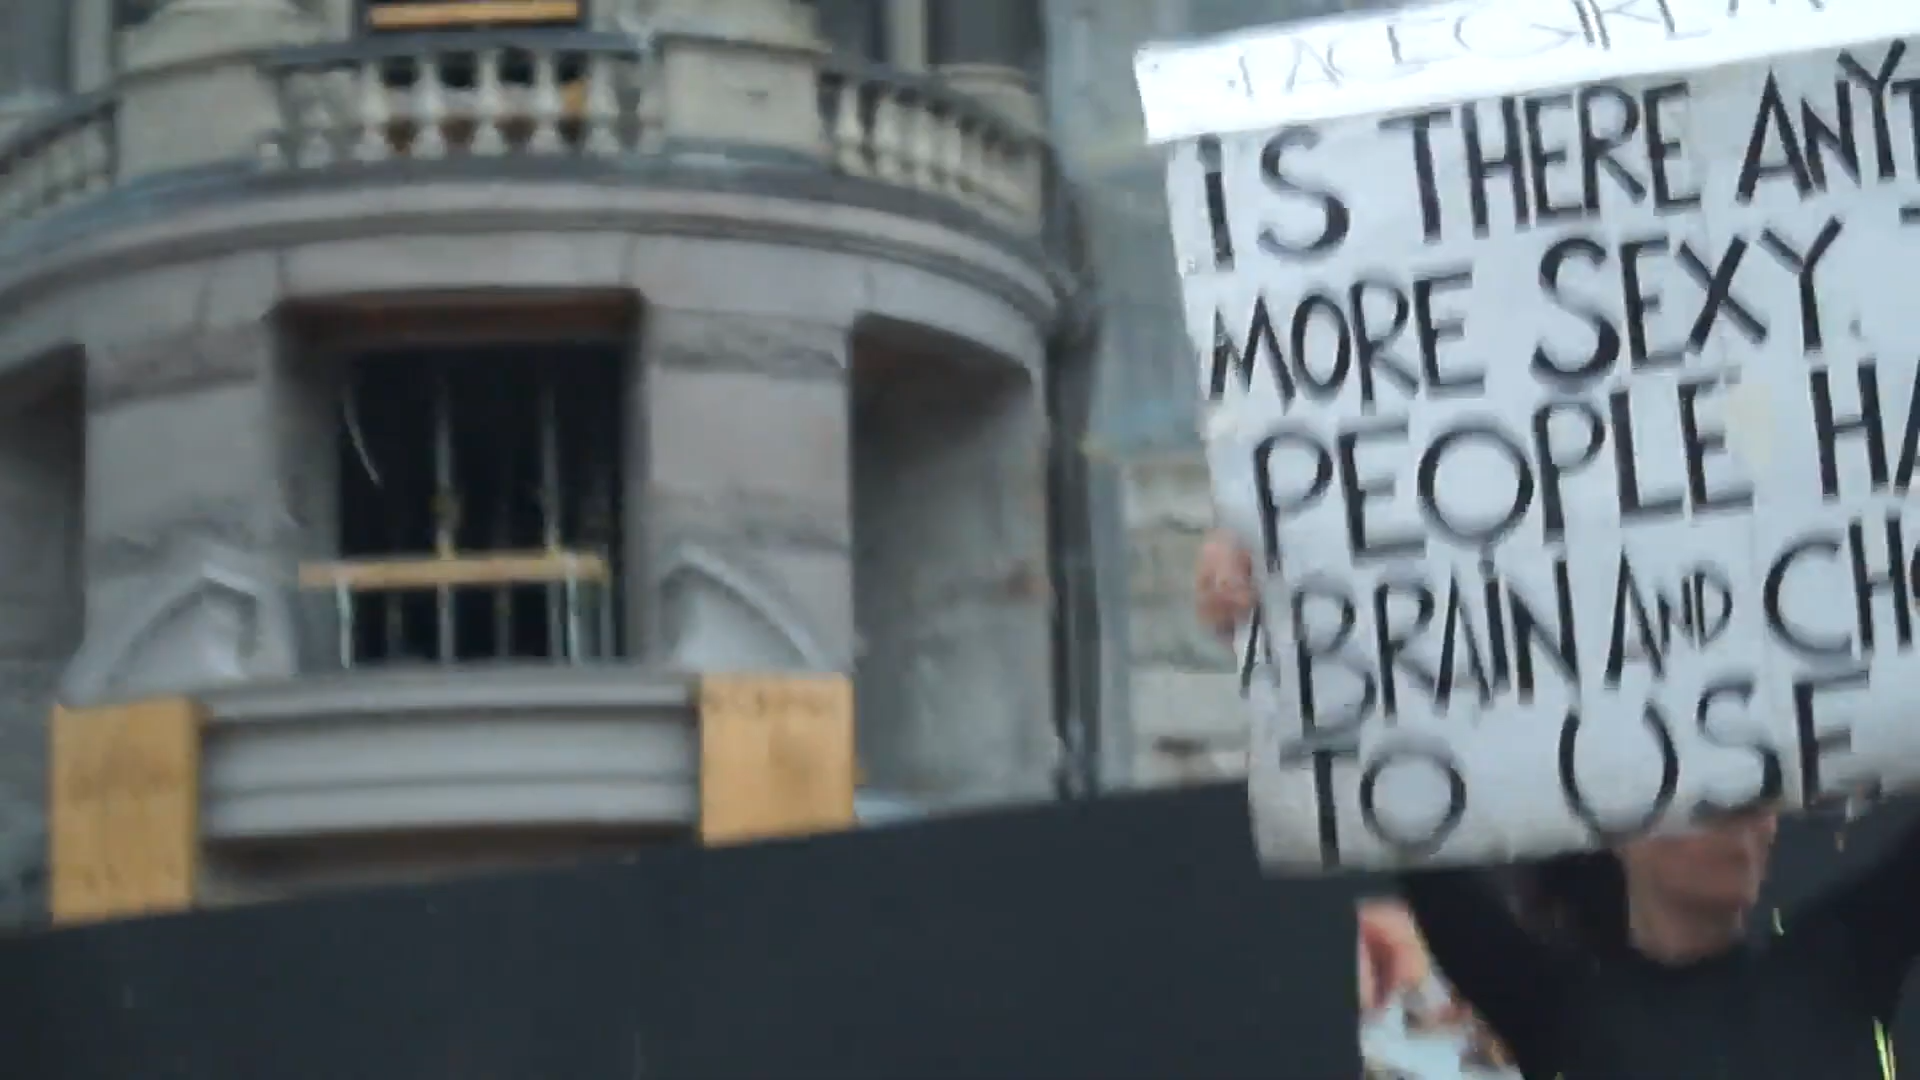 IS THERE ANYT
MORE SEXY
PEOPLE HA
A BRAIN AND CHO
TO USE